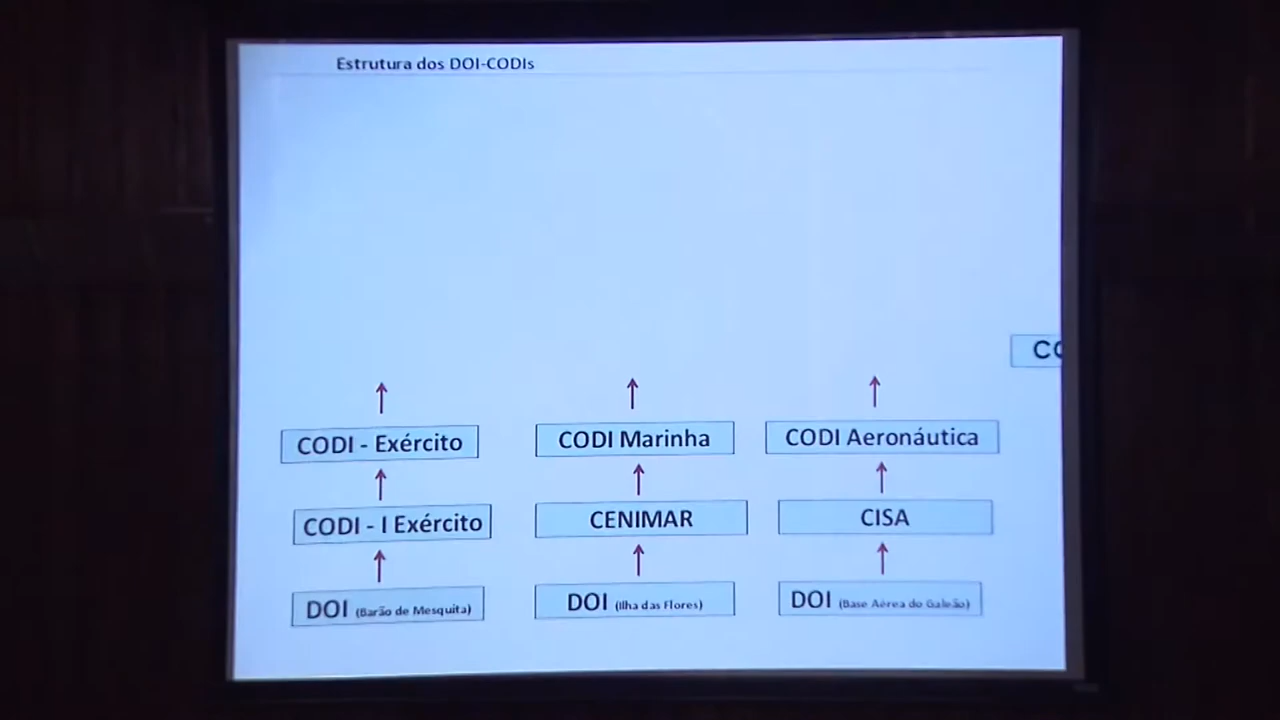 Estrutura dos DOI-CODIs
CO
CODI - Exército
CODI Marinha
CODI Aeronáutica
CODI - I Exército
CENIMAR
CISA
DOI (Barão de Mesquita)
DOI (Ilha das Flores)
DOI (Base Aérea do Galeão)